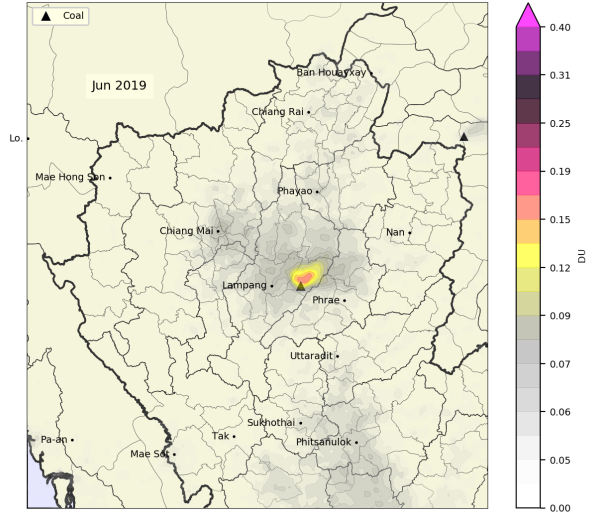 Coal
Jun 2019
Ban Houayxay
Chiang Rai
Lo.
Mae Hong Son
Phayao
Chiang Mai
Nan
Lampang
Phrae
Uttaradit
Sukhothai
Tak
Phitsanulok
Pa-an
Mae Sot
0.40
0.31
0.25
0.19
0.15
0.12
0.09
0.07
0.06
0.05
0.00
DU